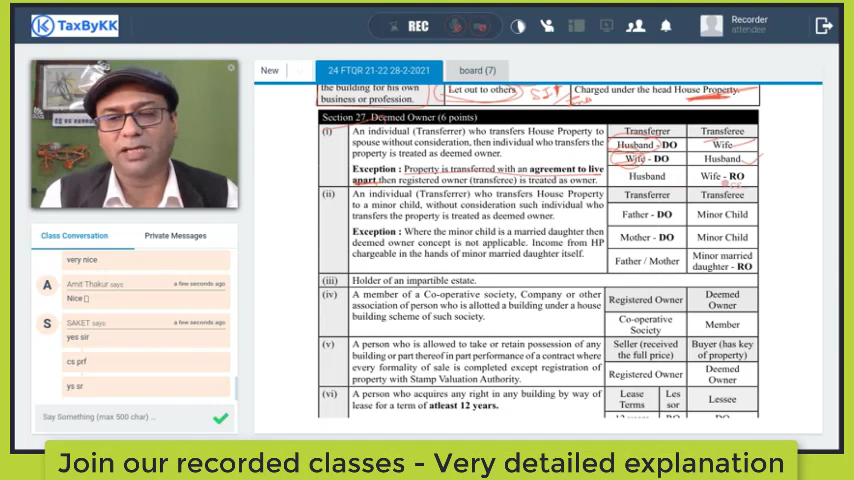 TaxByKK
REC
Recorder
attendee
New
24 FTQR 21-22 28-2-2021
board (7)
the building for his own
business or profession.
Let out to others
Charged under the head House Property.
Section 27. Deemed Owner (6 points)
(i) An individual (Transferrer) who transfers House Property to
spouse without consideration, then individual who transfers the
property is treated as deemed owner.
Exception : Property is transferred with an agreement to live
apart then registered owner (transferee) is treated as owner.
Transferrer Transferee
Husband - DO Wife
Wife - DO Husband
Husband Wife - RO
(ii) An individual (Transferrer) who transfers House Property
to a minor child, without consideration such individual who
transfers the property is treated as deemed owner.
Exception : Where the minor child is a married daughter then
deemed owner concept is not applicable. Income from HP
chargeable in the hands of minor married daughter itself.
Transferrer Transferee
Father - DO Minor Child
Mother - DO Minor Child
Father / Mother Minor married
daughter - RO
(iii) Holder of an impartible estate.
(iv) A member of a Co-operative society, Company or other
association of person who is allotted a building under a house
building scheme of such society.
Registered Owner Deemed
Owner
Co-operative
Society Member
(v) A person who is allowed to take or retain possession of any
building or part thereof in part performance of a contract where
every formality of sale is completed except registration of
property with Stamp Valuation Authority.
Seller (received
the full price) Buyer (has key
of property)
Registered Owner Deemed
Owner
(vi) A person who acquires any right in any building by way of
lease for a term of atleast 12 years.
Lease
Terms Les
sor Lessee
12 years RO DO
Class Conversation
Private Messages
very nice
A Amit Thakur says: a few seconds ago
Nice
S SAKET says: a few seconds ago
yes sir
cs prf
ys sr
Say Something (max 500 char) ...
Join our recorded classes - Very detailed explanation